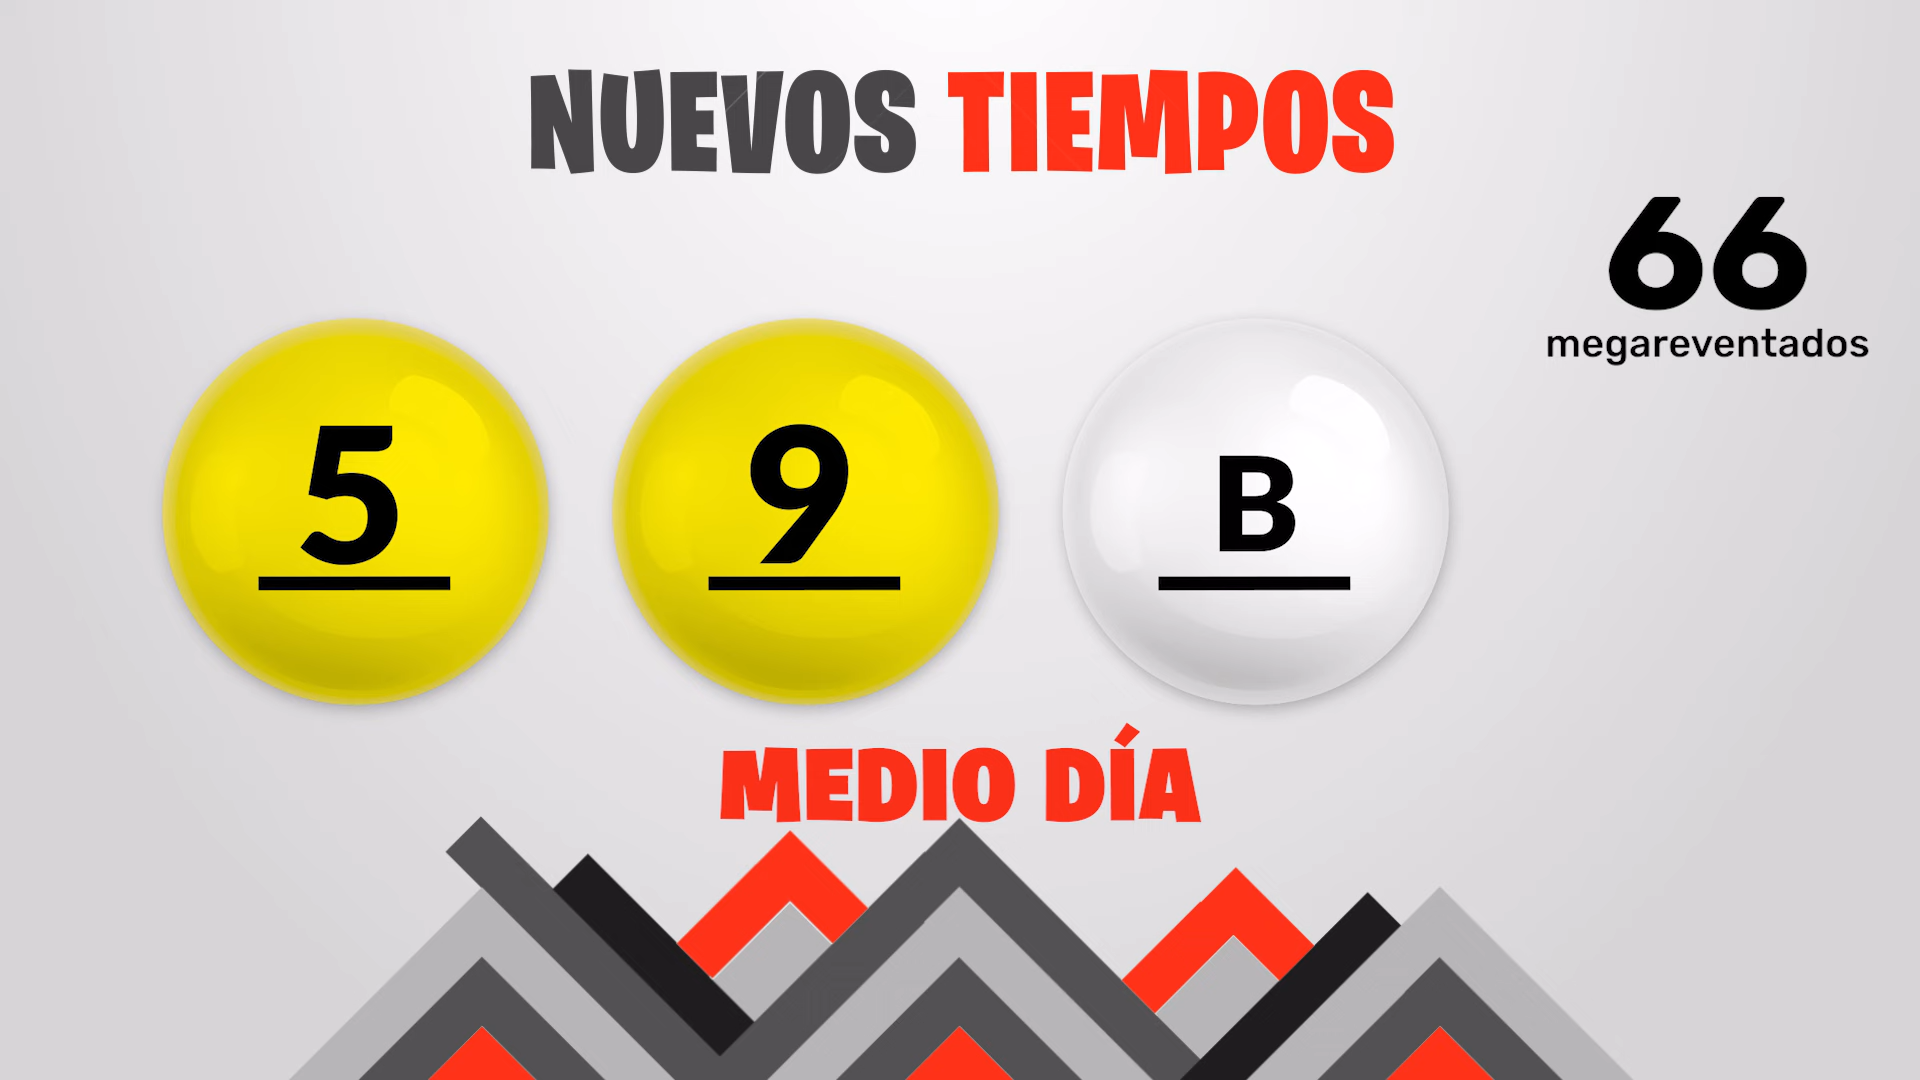 NUEVOS TIEMPOS
66
megareventados
5 9 B
MEDIO DÍA